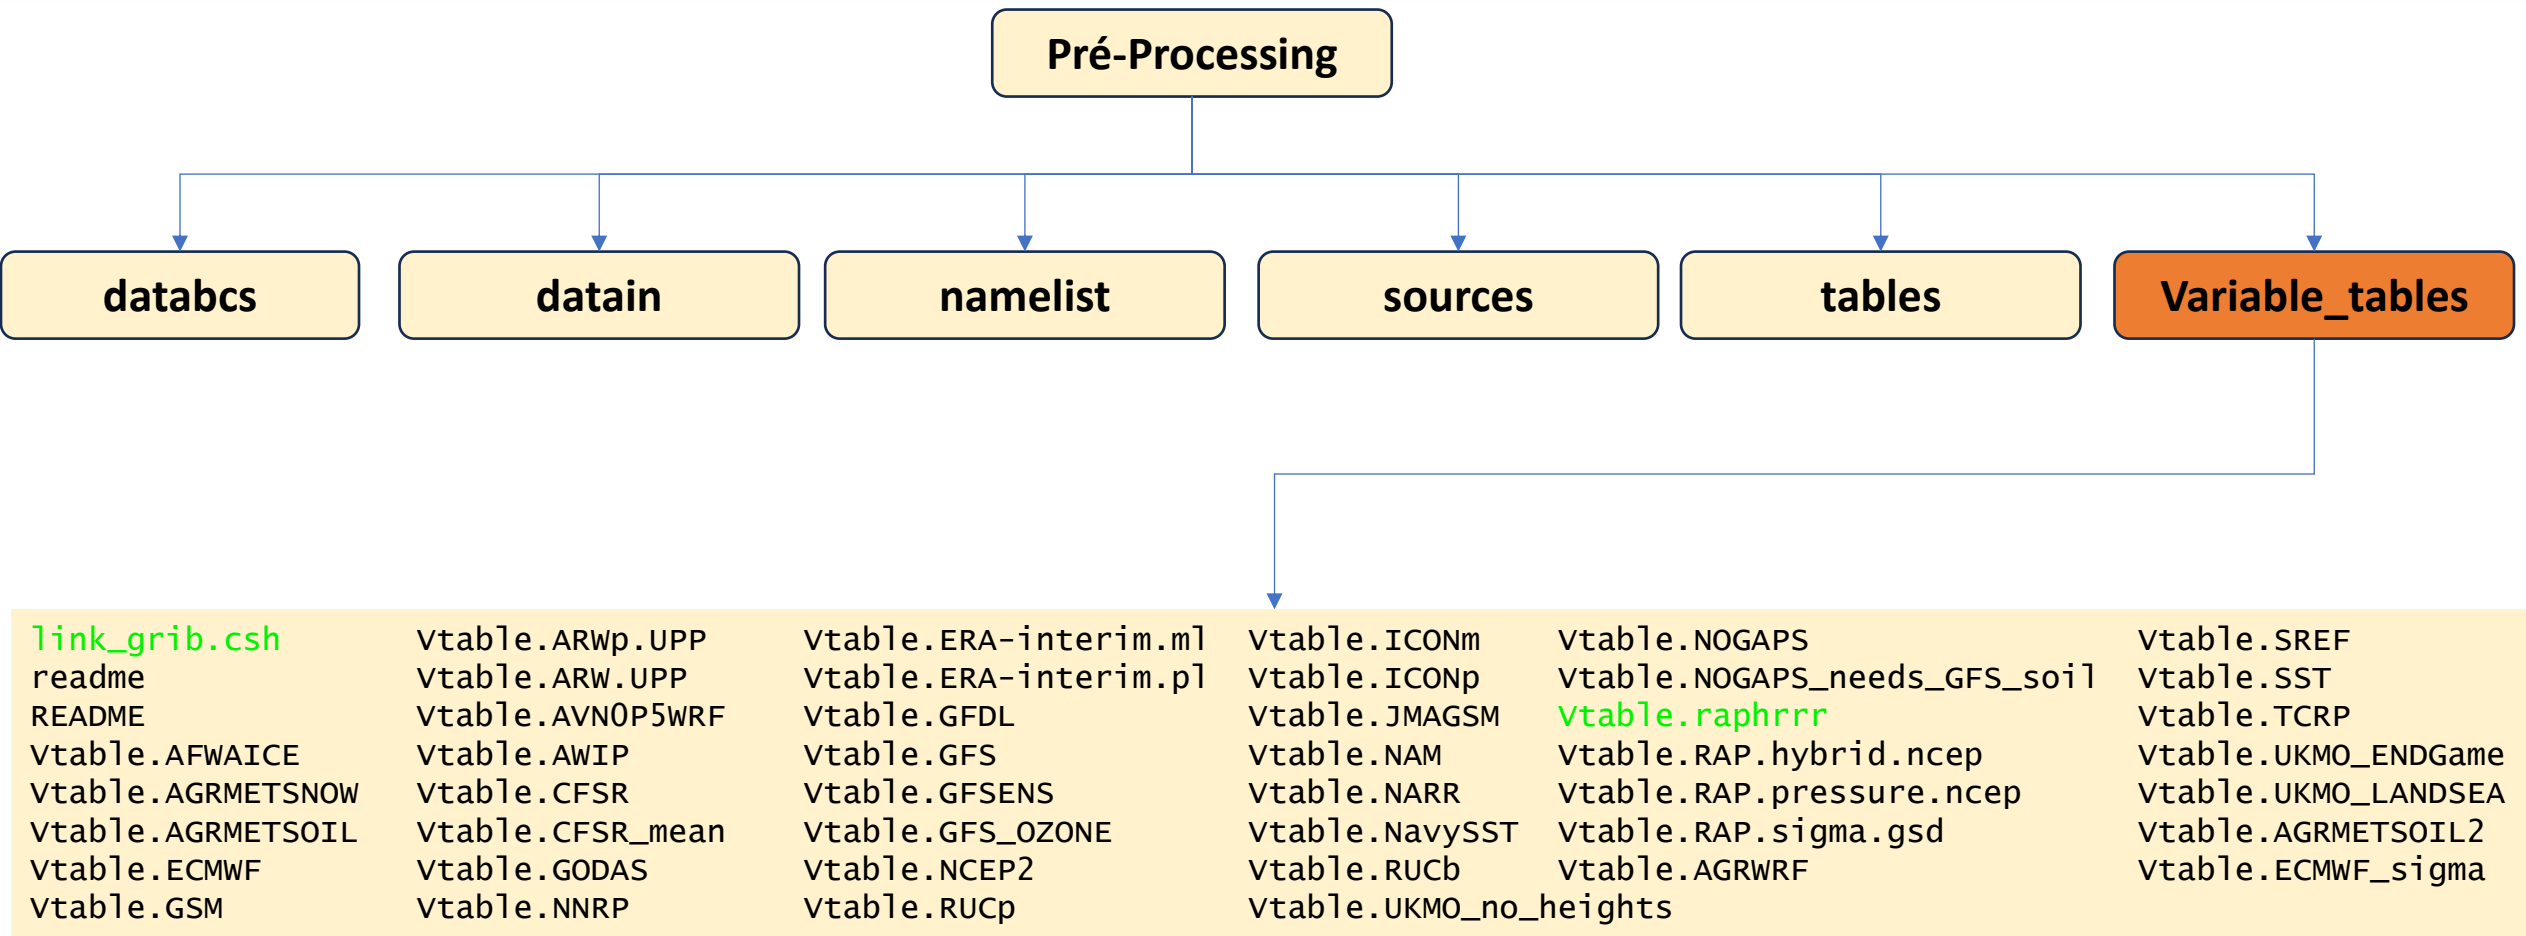 Pré-Processing
databcs datain namelist sources tables Variable_tables
link_grib.csh Vtable.ARWp.UPP Vtable.ERA-interim.ml Vtable.ICONm Vtable.NOGAPS Vtable.SREF
readme Vtable.ARW.UPP Vtable.ERA-interim.pl Vtable.ICONp Vtable.NOGAPS_needs_GFS_soil Vtable.SST
README Vtable.AVN0P5WRF Vtable.GFDL Vtable.JMAGSM Vtable.raphrrr Vtable.TCRP
Vtable.AFWAICE Vtable.AWIP Vtable.GFS Vtable.NAM Vtable.RAP.hybrid.ncep Vtable.UKMO_ENDGame
Vtable.AGRMETSNOW Vtable.CFSR Vtable.GFSENS Vtable.NARR Vtable.RAP.pressure.ncep Vtable.UKMO_LANDSEA
Vtable.AGRMETSOIL Vtable.CFSR_mean Vtable.GFS_OZONE Vtable.NavySST Vtable.RAP.sigma.gsd Vtable.AGRMETSOIL2
Vtable.ECMWF Vtable.GODAS Vtable.NCEP2 Vtable.RUCb Vtable.AGRWRF Vtable.ECMWF_sigma
Vtable.GSM Vtable.NNRP Vtable.RUCp Vtable.UKMO_no_heights